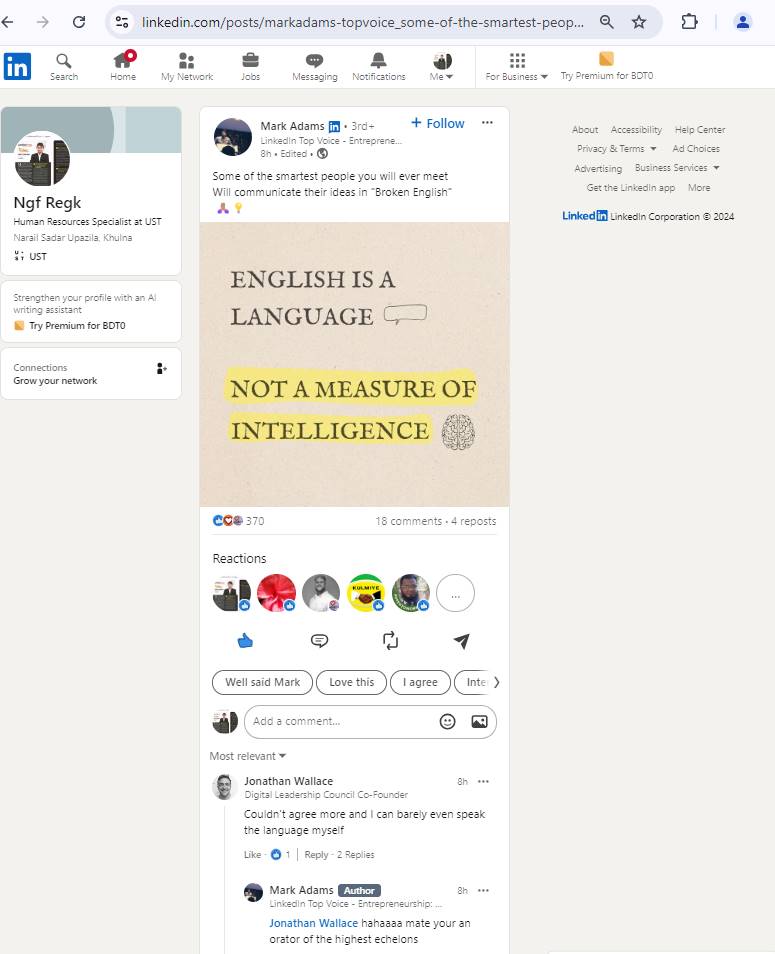 linkedin.com/posts/markadams-topvoice_some-of-the-smartest-peop...
in
Search
Home
My Network
Jobs
Messaging
Notifications
Me
For Business
Try Premium for BDT0
Ngf Regk
Human Resources Specialist at UST
Narail Sadar Upazila, Khulna
UST
Strengthen your profile with an AI
writing assistant
Try Premium for BDT0
Connections
Grow your network
Mark Adams in • 3rd+
LinkedIn Top Voice - Entreprene...
8h • Edited •
+ Follow
Some of the smartest people you will ever meet
Will communicate their ideas in "Broken English"
ENGLISH IS A
LANGUAGE
NOT A MEASURE OF
INTELLIGENCE
370
18 comments • 4 reposts
Reactions
KULMIYE
...
Well said Mark
Love this
I agree
Inte
Add a comment...
Most relevant
Jonathan Wallace
8h
Digital Leadership Council Co-Founder
Couldn't agree more and I can barely even speak
the language myself
Like · 1 | Reply · 2 Replies
Mark Adams Author
8h
LinkedIn Top Voice - Entrepreneurship: ...
Jonathan Wallace hahaaaa mate your an
orator of the highest echelons
About
Accessibility
Help Center
Privacy & Terms
Ad Choices
Advertising
Business Services
Get the LinkedIn app
More
LinkedIn LinkedIn Corporation © 2024